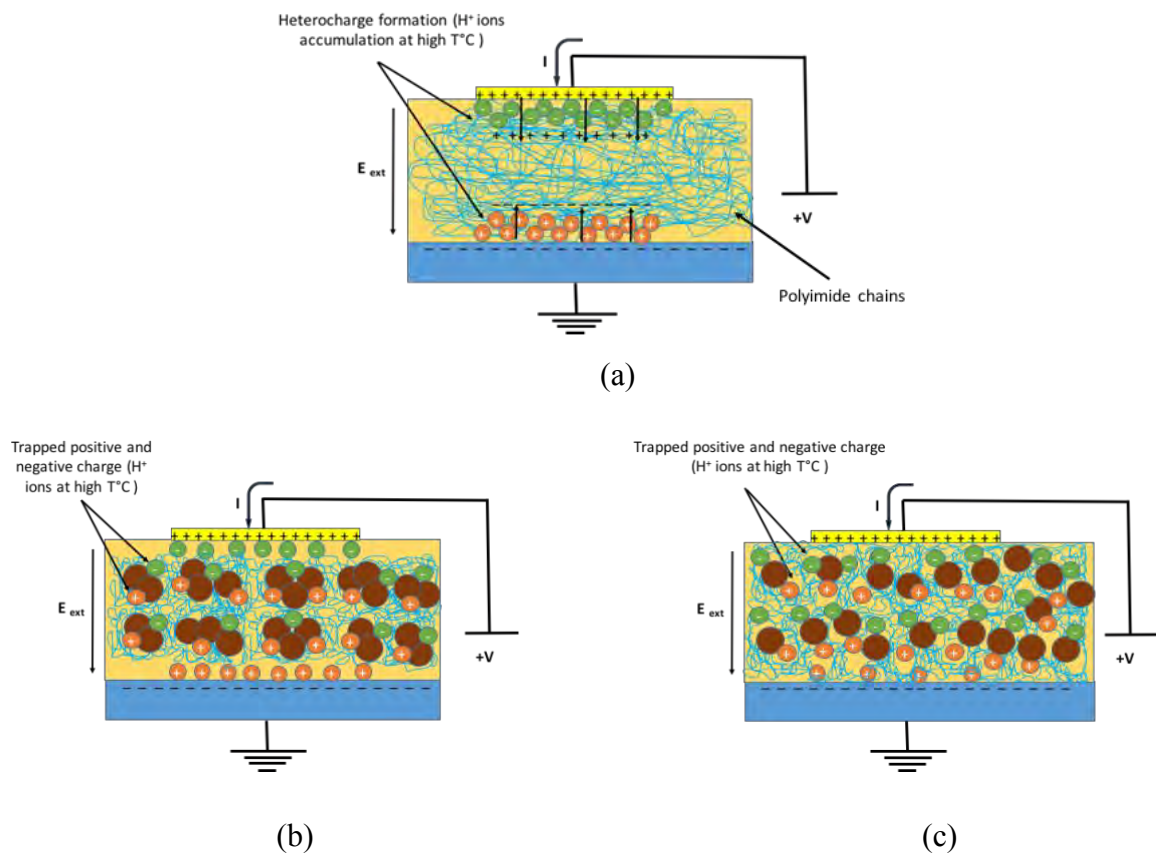 Heterocharge formation (H⁺ ions
accumulation at high T°C )
I
E ext
+V
Polyimide chains
(a)
Trapped positive and
negative charge (H⁺
ions at high T°C )
I
E ext
+V
(b)
Trapped positive and negative charge
(H⁺ ions at high T°C )
I
E ext
+V
(c)